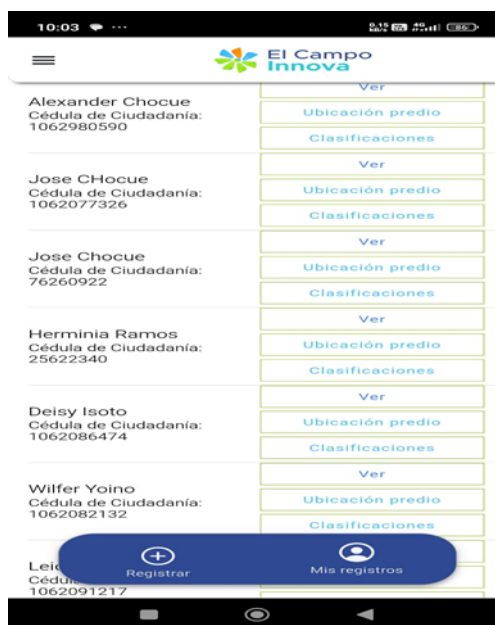 10:03
El Campo
Innova
Ver
Alexander Chocue
Cédula de Ciudadanía:
1062980590
Ubicación predio
Clasificaciones
Ver
Jose CHocue
Cédula de Ciudadanía:
1062077326
Ubicación predio
Clasificaciones
Ver
Jose Chocue
Cédula de Ciudadanía:
76260922
Ubicación predio
Clasificaciones
Ver
Herminia Ramos
Cédula de Ciudadanía:
25622340
Ubicación predio
Clasificaciones
Ver
Deisy Isoto
Cédula de Ciudadanía:
1062086474
Ubicación predio
Clasificaciones
Ver
Wilfer Yoino
Cédula de Ciudadanía:
1062082132
Ubicación predio
Clasificaciones
1062091217
Registrar
Mis registros